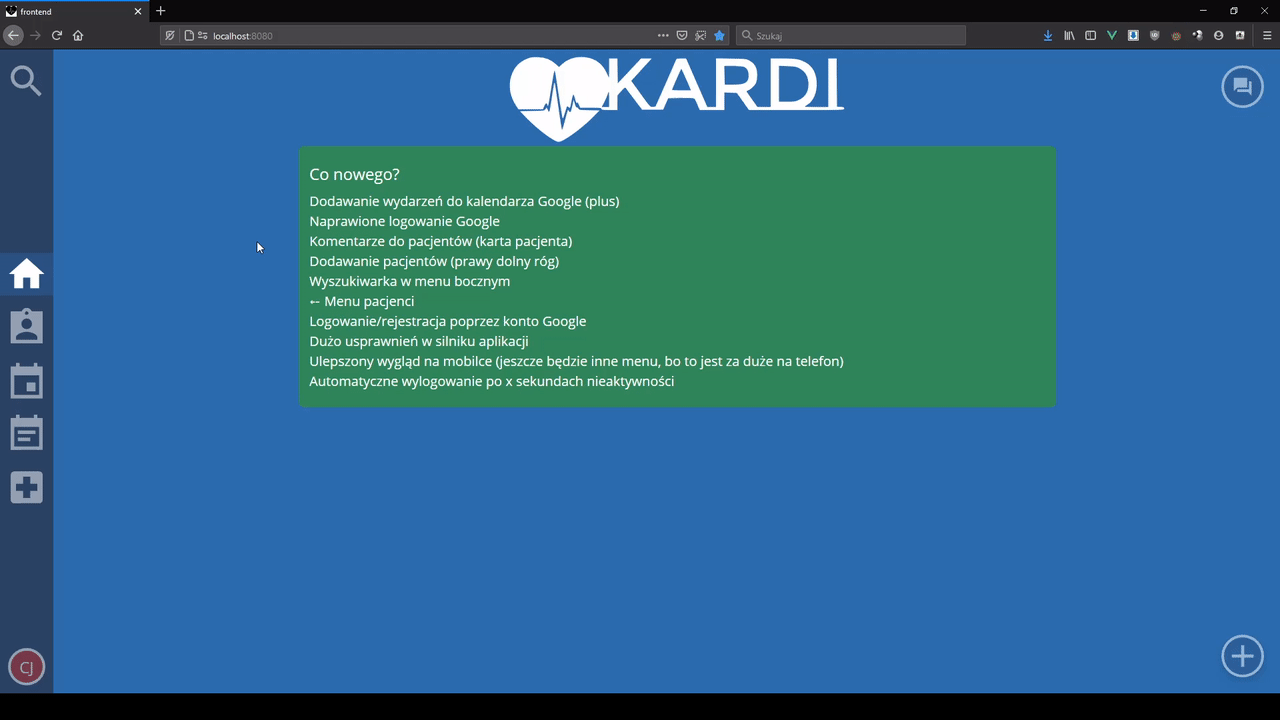 frontend
localhost:8080
Szukaj
KARDI
Co nowego?
Dodawanie wydarzeń do kalendarza Google (plus)
Naprawione logowanie Google
Komentarze do pacjentów (karta pacjenta)
Dodawanie pacjentów (prawy dolny róg)
Wyszukiwarka w menu bocznym
← Menu pacjenci
Logowanie/rejestracja poprzez konto Google
Dużo usprawnień w silniku aplikacji
Ulepszony wygląd na mobilce (jeszcze będzie inne menu, bo to jest za duże na telefon)
Automatyczne wylogowanie po x sekundach nieaktywności
CJ